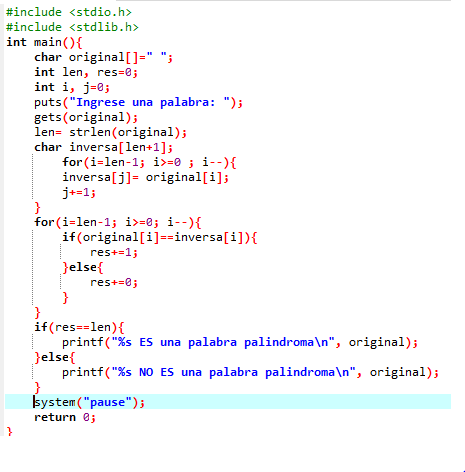 #include <stdio.h>
#include <stdlib.h>
int main(){
    char original[]=" ";
    int len, res=0;
    int i, j=0;
    puts("Ingrese una palabra: ");
    gets(original);
    len= strlen(original);
    char inversa[len+1];
        for(i=len-1; i>=0 ; i--){
        inversa[j]= original[i];
        j+=1;
    }
    for(i=len-1; i>=0; i--){
        if(original[i]==inversa[i]){
            res+=1;
        }else{
            res+=0;
        }
    }
    if(res==len){
        printf("%s ES una palabra palindroma\n", original);
    }else{
        printf("%s NO ES una palabra palindroma\n", original);
    }
    system("pause");
    return 0;
}